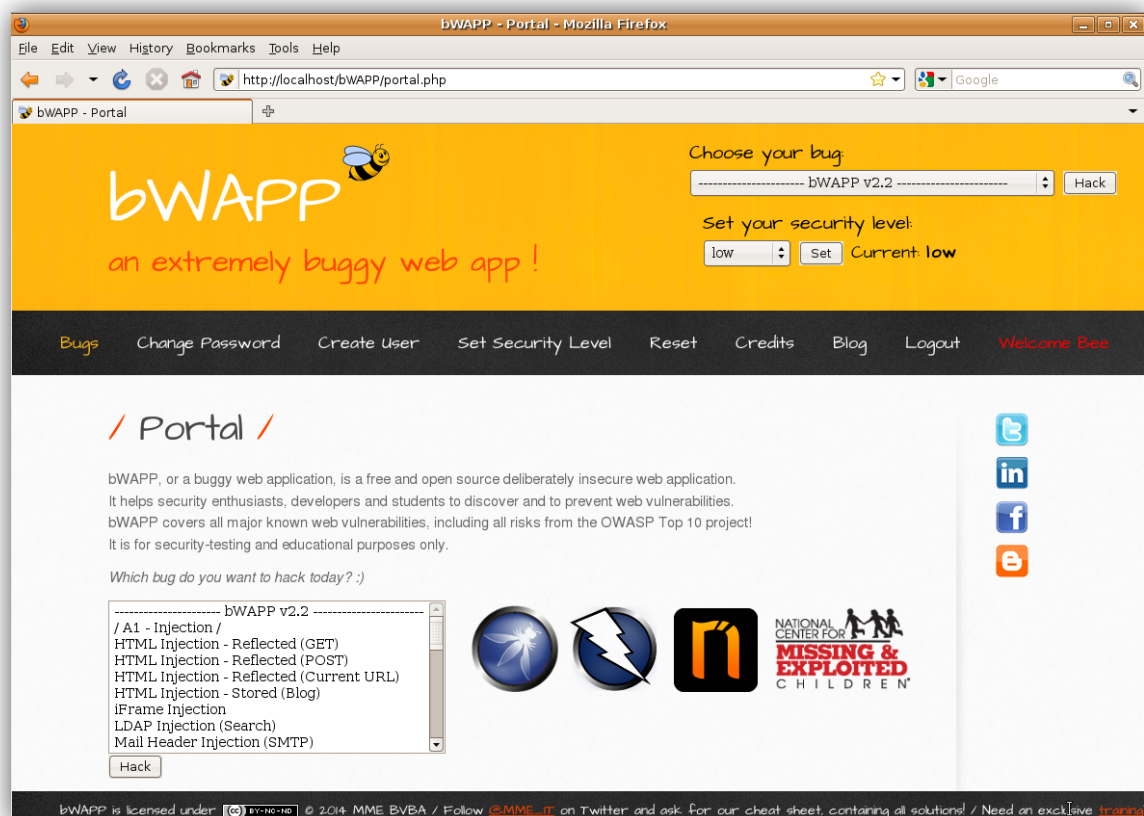 bWAPP - Portal - Mozilla Firefox
File Edit View History Bookmarks Tools Help
http://localhost/bWAPP/portal.php
Google
bWAPP - Portal
Choose your bug:
---------------------- bWAPP v2.2 ----------------------- Hack
bWAPP
Set your security level:
low Set Current: low
an extremely buggy web app !
Bugs Change Password Create User Set Security Level Reset Credits Blog Logout Welcome Bee
/ Portal /
bWAPP, or a buggy web application, is a free and open source deliberately insecure web application.
It helps security enthusiasts, developers and students to discover and to prevent web vulnerabilities.
bWAPP covers all major known web vulnerabilities, including all risks from the OWASP Top 10 project!
It is for security-testing and educational purposes only.
Which bug do you want to hack today? :)
---------------------- bWAPP v2.2 -----------------------
/ A1 - Injection /
HTML Injection - Reflected (GET)
HTML Injection - Reflected (POST)
HTML Injection - Reflected (Current URL)
HTML Injection - Stored (Blog)
iFrame Injection
LDAP Injection (Search)
Mail Header Injection (SMTP)
Hack
NATIONAL
CENTER FOR
MISSING &
EXPLOITED
CHILDREN
bWAPP is licensed under (cc) BY-NC-ND © 2014 MME BVBA / Follow @MME_IT on Twitter and ask for our cheat sheet, containing all solutions! / Need an exclusive training